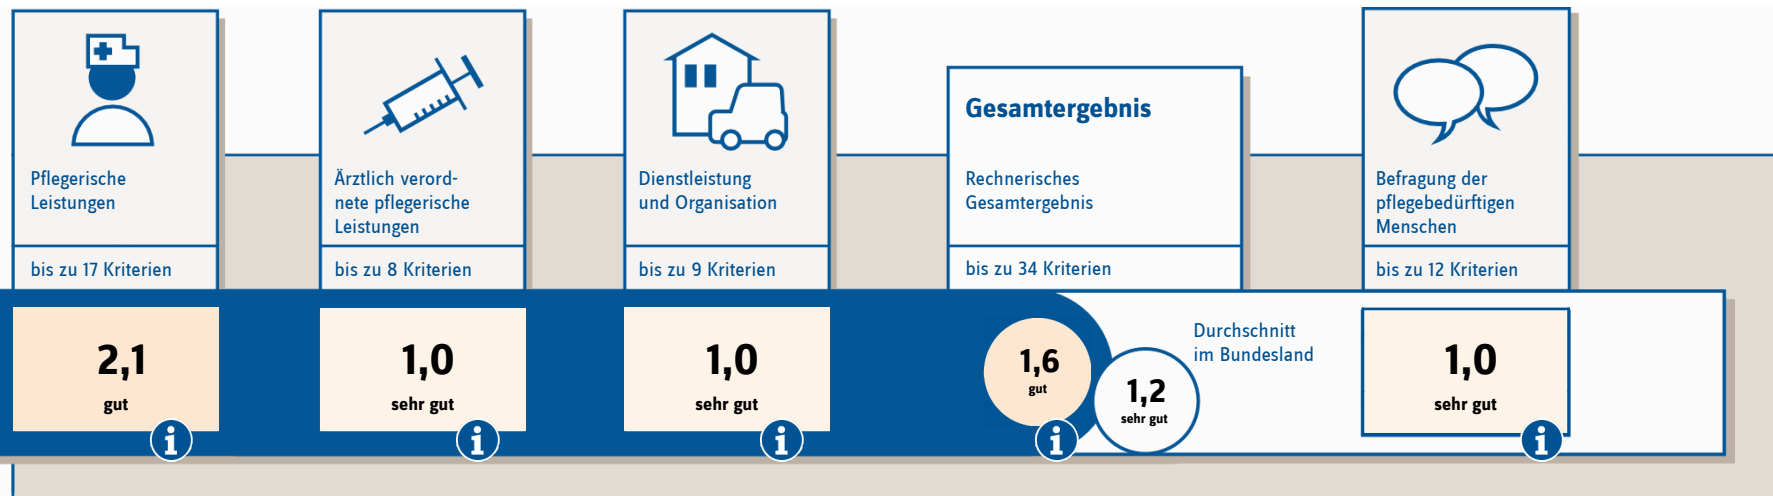 Pflegerische
Leistungen
bis zu 17 Kriterien
2,1
gut
i
Ärztlich verord-
nete pflegerische
Leistungen
bis zu 8 Kriterien
1,0
sehr gut
i
Dienstleistung
und Organisation
bis zu 9 Kriterien
1,0
sehr gut
i
Gesamtergebnis
Rechnerisches
Gesamtergebnis
bis zu 34 Kriterien
1,6
gut
i
1,2
sehr gut
Durchschnitt
im Bundesland
Befragung der
pflegebedürftigen
Menschen
bis zu 12 Kriterien
1,0
sehr gut
i